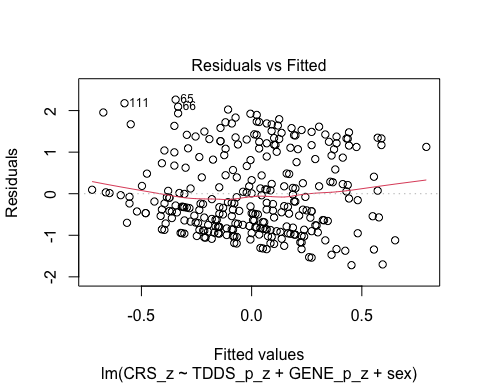 Residuals vs Fitted
Residuals
2
1
0
-1
-2
111
65
66
-0.5
0.0
0.5
Fitted values
lm(CRS_z ~ TDDS_p_z + GENE_p_z + sex)